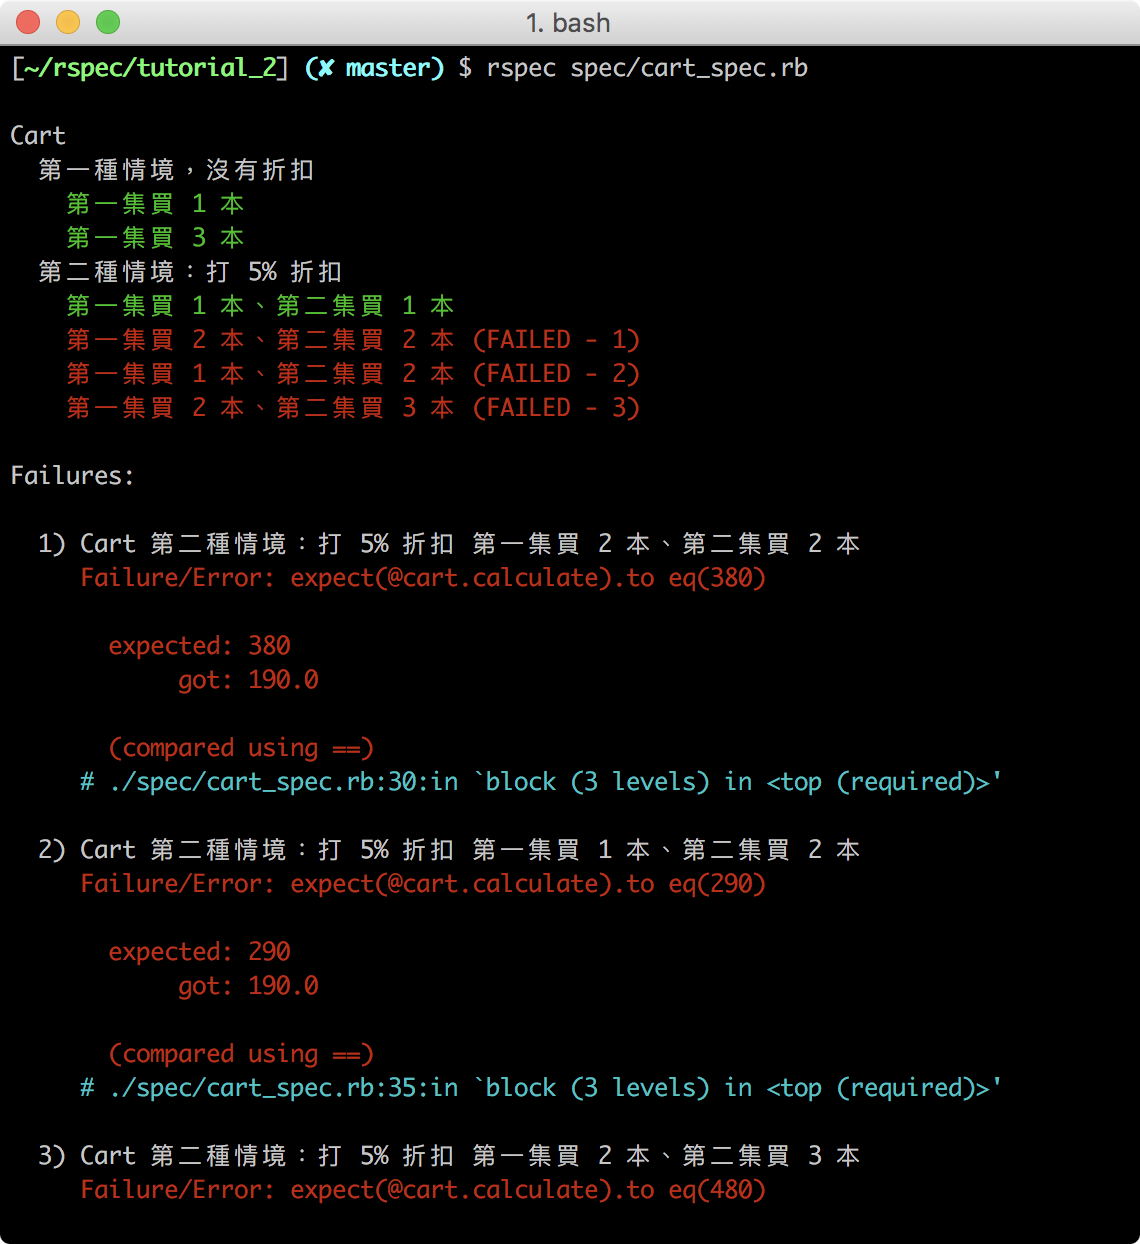 1. bash
[~/rspec/tutorial_2] (✘ master) $ rspec spec/cart_spec.rb
Cart
第一種情境，沒有折扣
第一集買 1 本
第一集買 3 本
第二種情境：打 5% 折扣
第一集買 1 本、第二集買 1 本
第一集買 2 本、第二集買 2 本 (FAILED - 1)
第一集買 1 本、第二集買 2 本 (FAILED - 2)
第一集買 2 本、第二集買 3 本 (FAILED - 3)
Failures:
1) Cart 第二種情境：打 5% 折扣 第一集買 2 本、第二集買 2 本
Failure/Error: expect(@cart.calculate).to eq(380)
expected: 380
got: 190.0
(compared using ==)
# ./spec/cart_spec.rb:30:in `block (3 levels) in <top (required)>'
2) Cart 第二種情境：打 5% 折扣 第一集買 1 本、第二集買 2 本
Failure/Error: expect(@cart.calculate).to eq(290)
expected: 290
got: 190.0
(compared using ==)
# ./spec/cart_spec.rb:35:in `block (3 levels) in <top (required)>'
3) Cart 第二種情境：打 5% 折扣 第一集買 2 本、第二集買 3 本
Failure/Error: expect(@cart.calculate).to eq(480)